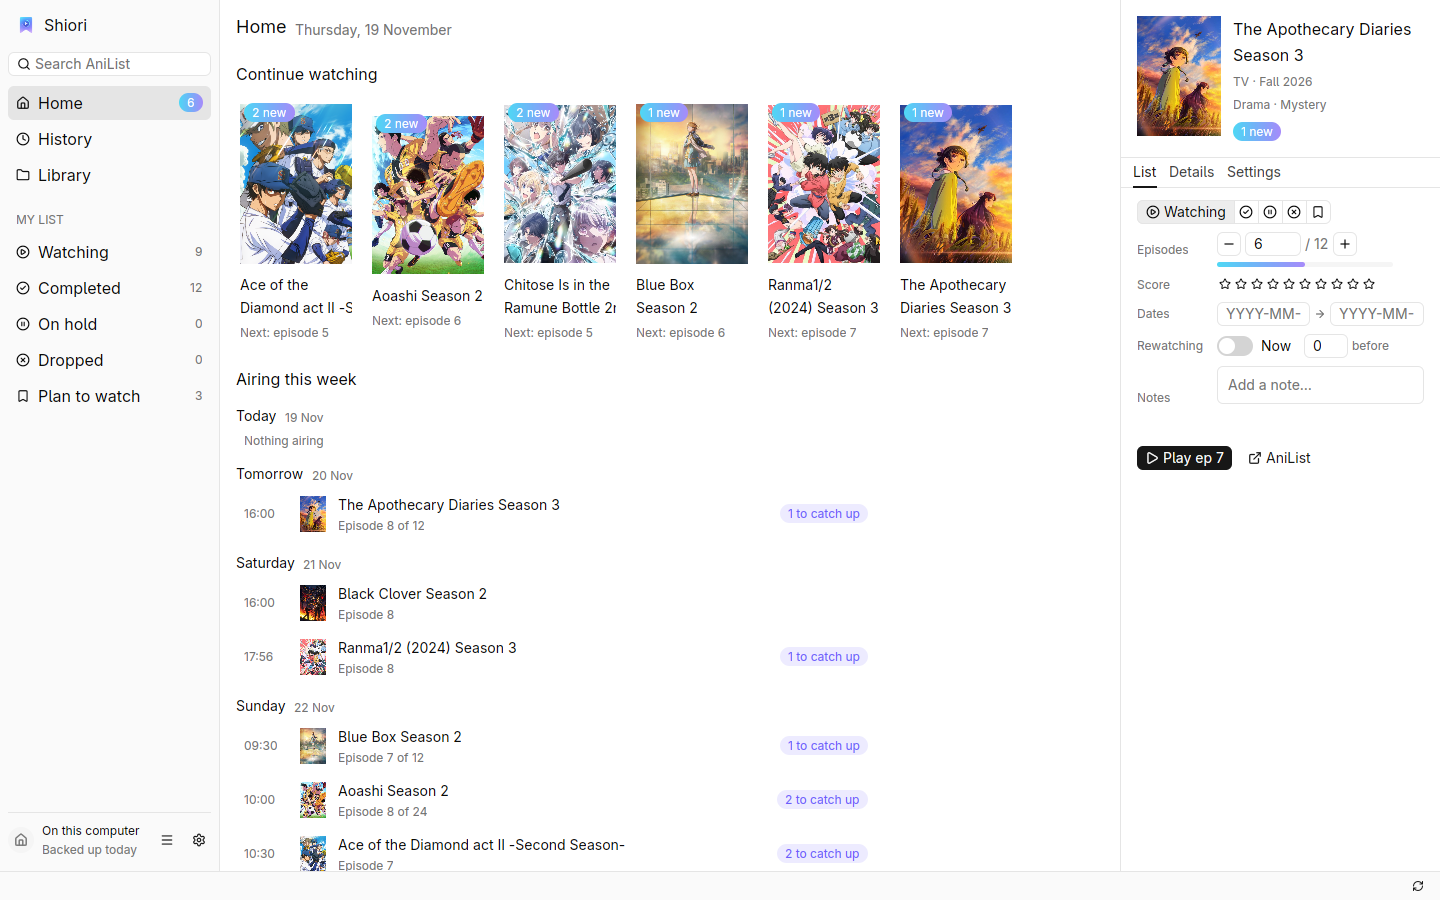 Shiori
Search AniList
Home 6
History
Library
MY LIST
Watching 9
Completed 12
On hold 0
Dropped 0
Plan to watch 3
On this computer
Backed up today
Home Thursday, 19 November
Continue watching
2 new
Ace of the
Diamond act II -S
Next: episode 5
2 new
Aoashi Season 2
Next: episode 6
2 new
Chitose Is in the
Ramune Bottle 2r
Next: episode 5
1 new
Blue Box
Season 2
Next: episode 6
1 new
Ranma1/2
(2024) Season 3
Next: episode 7
1 new
The Apothecary
Diaries Season 3
Next: episode 7
Airing this week
Today 19 Nov
Nothing airing
Tomorrow 20 Nov
16:00 The Apothecary Diaries Season 3 1 to catch up
Episode 8 of 12
Saturday 21 Nov
16:00 Black Clover Season 2
Episode 8
17:56 Ranma1/2 (2024) Season 3 1 to catch up
Episode 8
Sunday 22 Nov
09:30 Blue Box Season 2 1 to catch up
Episode 7 of 12
10:00 Aoashi Season 2 2 to catch up
Episode 8 of 24
10:30 Ace of the Diamond act II -Second Season- 2 to catch up
Episode 7
The Apothecary Diaries
Season 3
TV · Fall 2026
Drama · Mystery
1 new
List Details Settings
Watching
Episodes 6 / 12
Score
Dates YYYY-MM- → YYYY-MM-
Rewatching Now 0 before
Notes Add a note...
Play ep 7 AniList